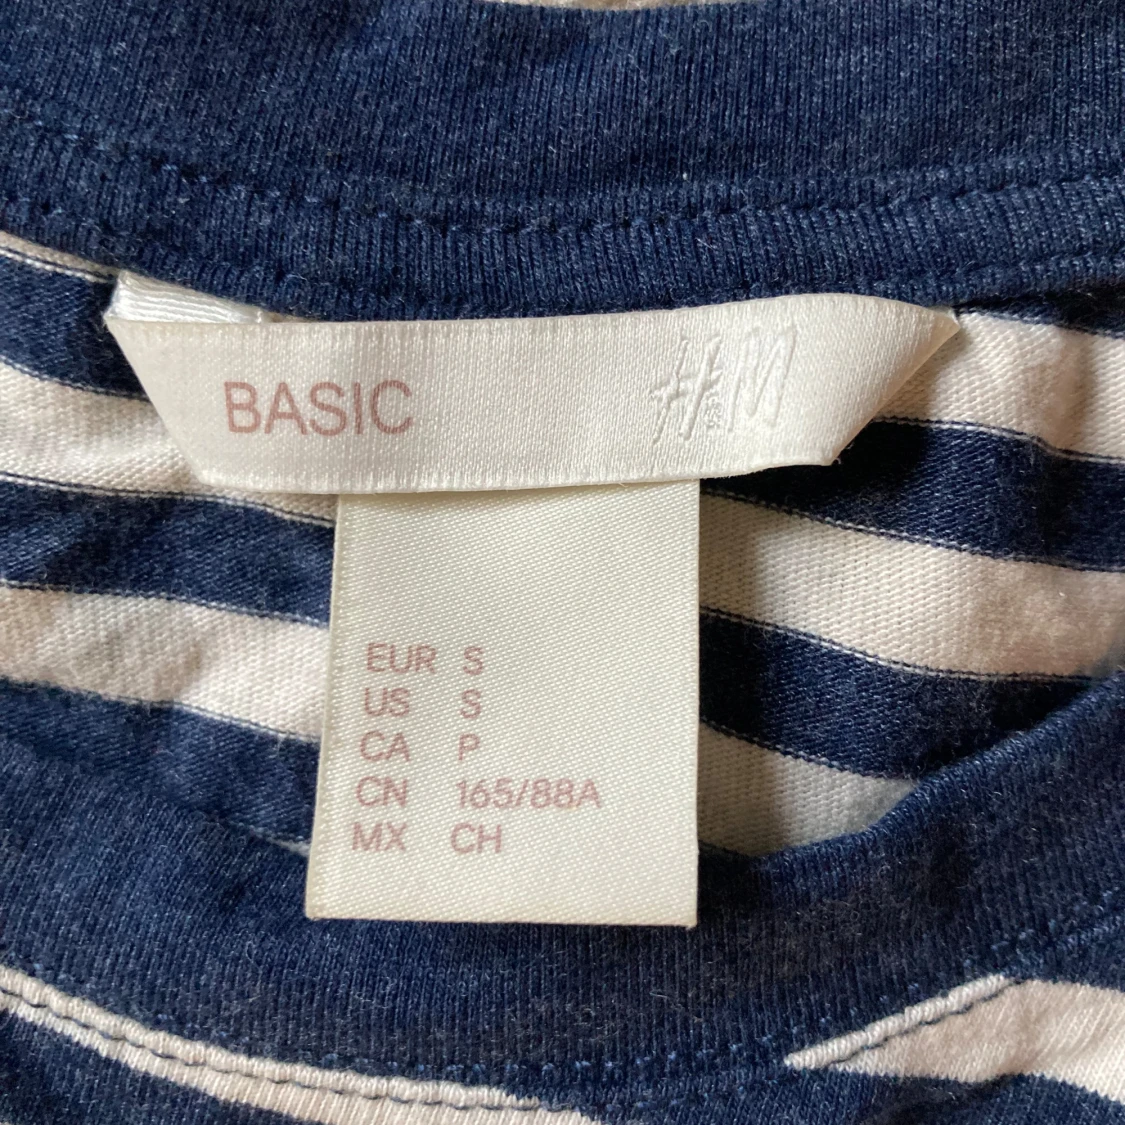 BASIC H&M
EUR S
US S
CA P
CN 165/88A
MX CH